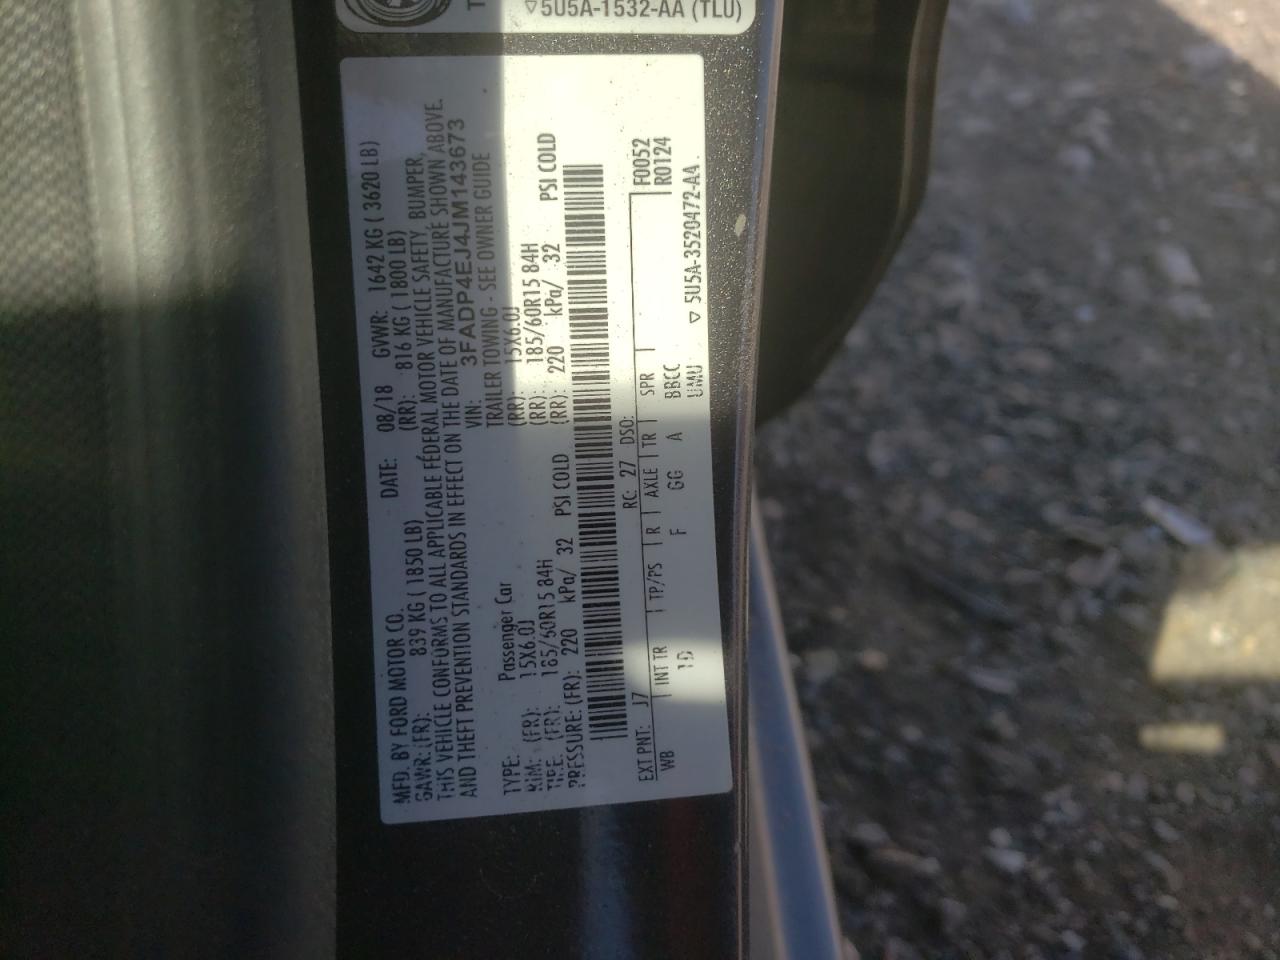 ▽5U5A-1532-AA (TLU)
MFD. BY FORD MOTOR CO. DATE: 08/18 GVWR: 1642 KG ( 3620 LB)
GAWR: (FR): 839 KG ( 1850 LB) (RR): 816 KG ( 1800 LB)
THIS VEHICLE CONFORMS TO ALL APPLICABLE FEDERAL MOTOR VEHICLE SAFETY, BUMPER,
AND THEFT PREVENTION STANDARDS IN EFFECT ON THE DATE OF MANUFACTURE SHOWN ABOVE.
VIN: 3FADP4EJ4JM143673
TRAILER TOWING - SEE OWNER GUIDE
TYPE: Passenger Car
RIM: (FR): 15X6.0J (RR): 15X6.0J
TIRE: (FR): 185/60R15 84H (RR): 185/60R15 84H
PRESSURE: (FR): 220 kPa/ 32 PSI COLD (RR): 220 kPa/ 32 PSI COLD
EXT PNT: J7 RC: 27 DSO: F0052
WB INT TR TP/PS R AXLE TR SPR R0124
1D F GG A BBCC
UMU ▽ 5U5A-3520472-AA